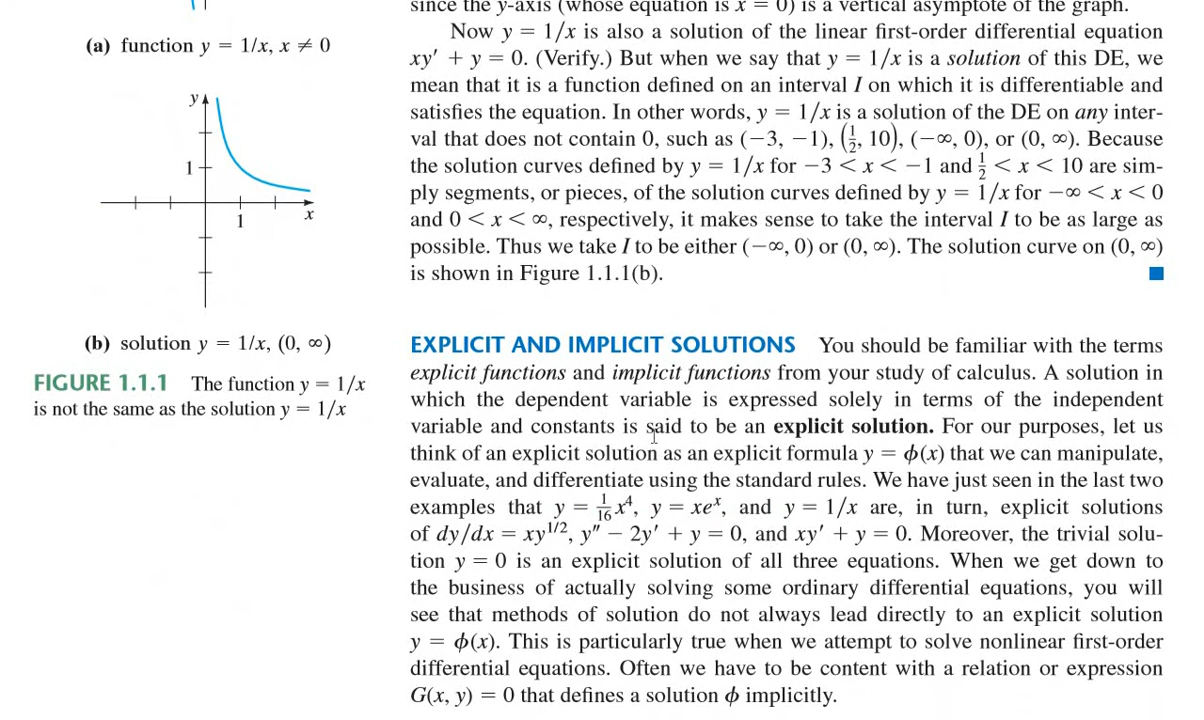 (a) function y = 1/x, x ≠ 0
y
1
1
x
(b) solution y = 1/x, (0, ∞)
FIGURE 1.1.1 The function y = 1/x
is not the same as the solution y = 1/x
since the y-axis (whose equation is x = 0) is a vertical asymptote of the graph.
Now y = 1/x is also a solution of the linear first-order differential equation
xy′ + y = 0. (Verify.) But when we say that y = 1/x is a solution of this DE, we
mean that it is a function defined on an interval I on which it is differentiable and
satisfies the equation. In other words, y = 1/x is a solution of the DE on any inter-
val that does not contain 0, such as (−3, −1), (1/2, 10), (−∞, 0), or (0, ∞). Because
the solution curves defined by y = 1/x for −3 < x < −1 and 1/2 < x < 10 are sim-
ply segments, or pieces, of the solution curves defined by y = 1/x for −∞ < x < 0
and 0 < x < ∞, respectively, it makes sense to take the interval I to be as large as
possible. Thus we take I to be either (−∞, 0) or (0, ∞). The solution curve on (0, ∞)
is shown in Figure 1.1.1(b).
EXPLICIT AND IMPLICIT SOLUTIONS You should be familiar with the terms
explicit functions and implicit functions from your study of calculus. A solution in
which the dependent variable is expressed solely in terms of the independent
variable and constants is said to be an explicit solution. For our purposes, let us
think of an explicit solution as an explicit formula y = ϕ(x) that we can manipulate,
evaluate, and differentiate using the standard rules. We have just seen in the last two
examples that y = 1/16 x⁴, y = xeˣ, and y = 1/x are, in turn, explicit solutions
of dy/dx = xy^1/2, y″ − 2y′ + y = 0, and xy′ + y = 0. Moreover, the trivial solu-
tion y = 0 is an explicit solution of all three equations. When we get down to
the business of actually solving some ordinary differential equations, you will
see that methods of solution do not always lead directly to an explicit solution
y = ϕ(x). This is particularly true when we attempt to solve nonlinear first-order
differential equations. Often we have to be content with a relation or expression
G(x, y) = 0 that defines a solution ϕ implicitly.